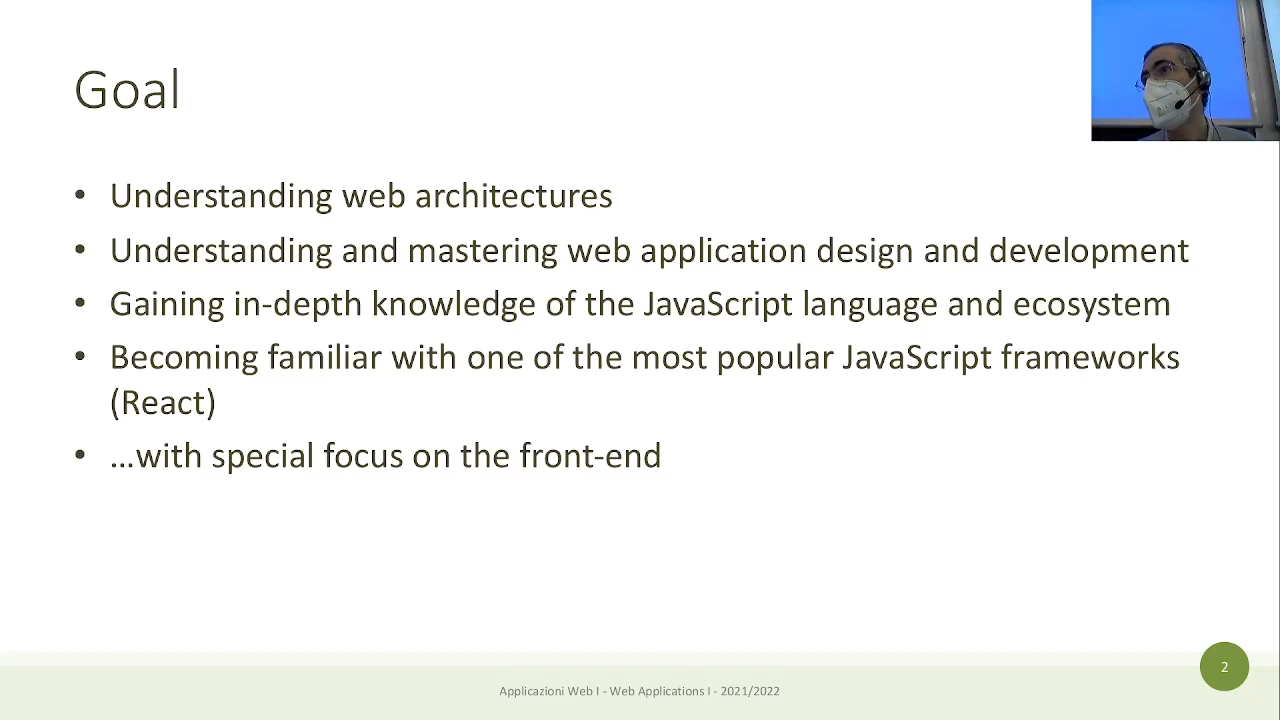 Goal
• Understanding web architectures
• Understanding and mastering web application design and development
• Gaining in-depth knowledge of the JavaScript language and ecosystem
• Becoming familiar with one of the most popular JavaScript frameworks
(React)
• …with special focus on the front-end
2
Applicazioni Web I - Web Applications I - 2021/2022